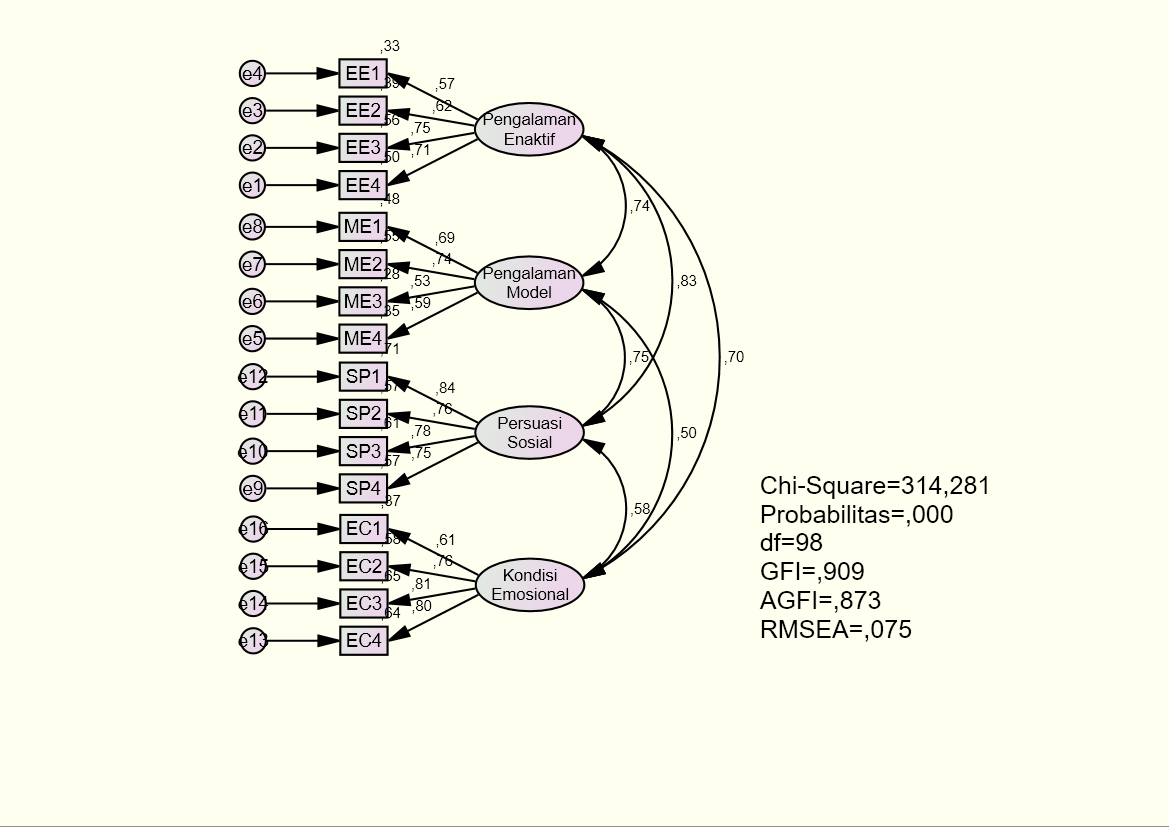 ,33
e4 EE1 ,57
,39
e3 EE2 ,62
,56
e2 EE3 ,75
,50
e1 EE4 ,71
Pengalaman
Enaktif
,48
e8 ME1 ,69
,55
e7 ME2 ,74
,28
e6 ME3 ,53
,35
e5 ME4 ,59
Pengalaman
Model
,71
e12 SP1 ,84
,57
e11 SP2 ,76
,61
e10 SP3 ,78
,57
e9 SP4 ,75
Persuasi
Sosial
,37
e16 EC1 ,61
,58
e15 EC2 ,76
,65
e14 EC3 ,81
,64
e13 EC4 ,80
Kondisi
Emosional
,74
,83
,75
,70
,50
,58
Chi-Square=314,281
Probabilitas=,000
df=98
GFI=,909
AGFI=,873
RMSEA=,075